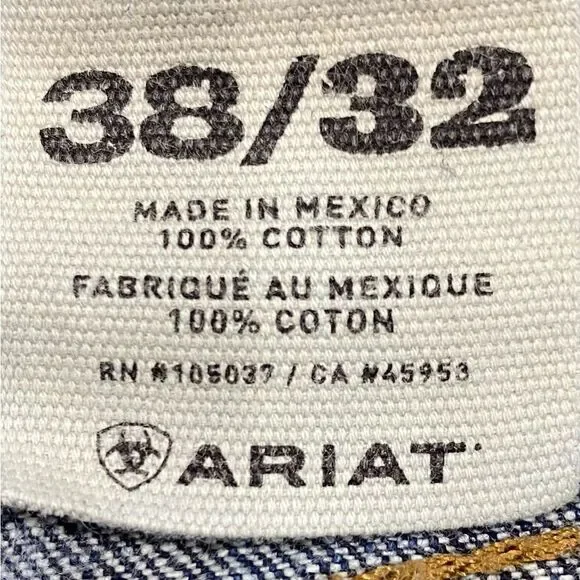 38/32
MADE IN MEXICO
100% COTTON
FABRIQUÉ AU MEXIQUE
100% COTON
RN #105037 / CA #45953
ARIAT